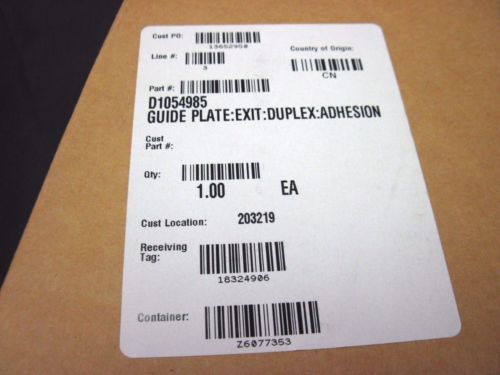 Cust PO:
13652950
Line #:
3
Country of Origin:
CN
Part #:
D1054985
GUIDE PLATE:EXIT:DUPLEX:ADHESION
Cust
Part #:
Qty:
1.00 EA
Cust Location: 203219
Receiving
Tag:
18324906
Container:
Z6077353